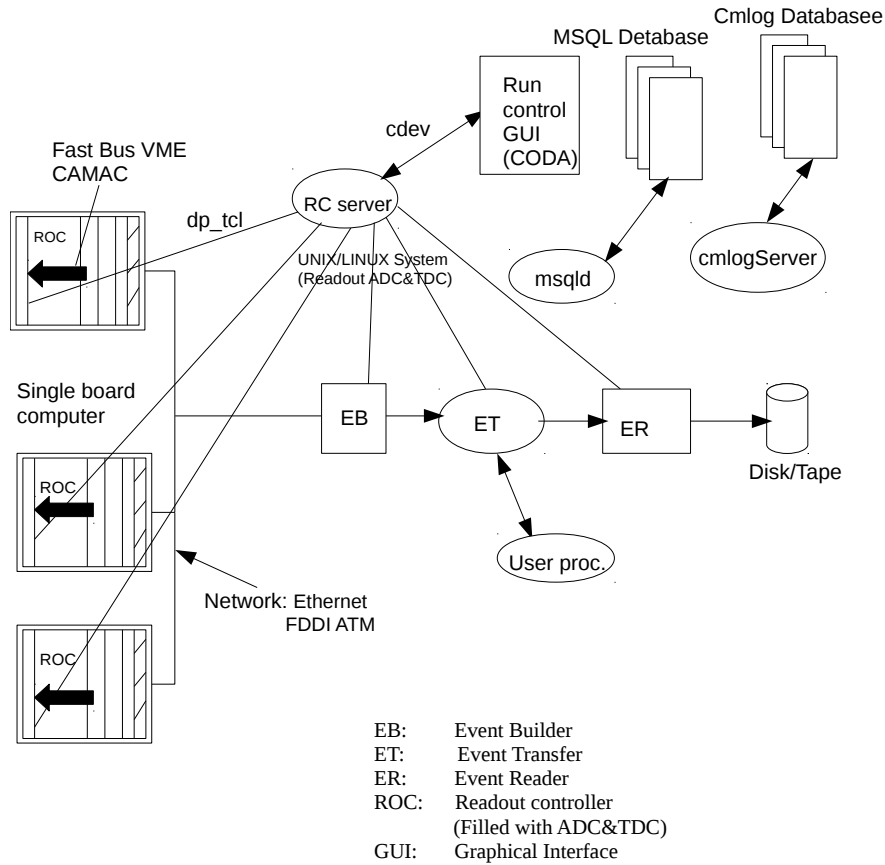 Cmlog Databasee
MSQL Detabase
Run
control
GUI
(CODA)
cdev
Fast Bus VME
CAMAC
RC server
dp_tcl
ROC
UNIX/LINUX System
(Readout ADC&TDC)
msqld
cmlogServer
Single board
computer
EB
ET
ER
Disk/Tape
ROC
User proc.
Network: Ethernet
FDDI ATM
ROC
EB: Event Builder
ET: Event Transfer
ER: Event Reader
ROC: Readout controller
(Filled with ADC&TDC)
GUI: Graphical Interface